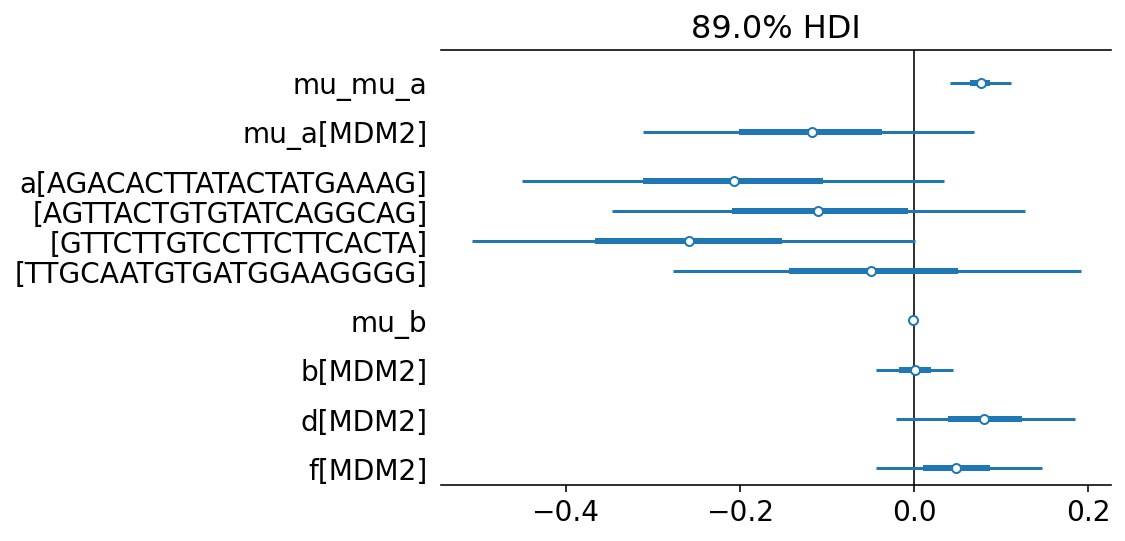 89.0% HDI
mu_mu_a
mu_a[MDM2]
a[AGACACTTATACTATGAAAG]
[AGTTACTGTGTATCAGGCAG]
[GTTCTTGTCCTTCTTCACTA]
[TTGCAATGTGATGGAAGGGG]
mu_b
b[MDM2]
d[MDM2]
f[MDM2]
−0.4 −0.2 0.0 0.2